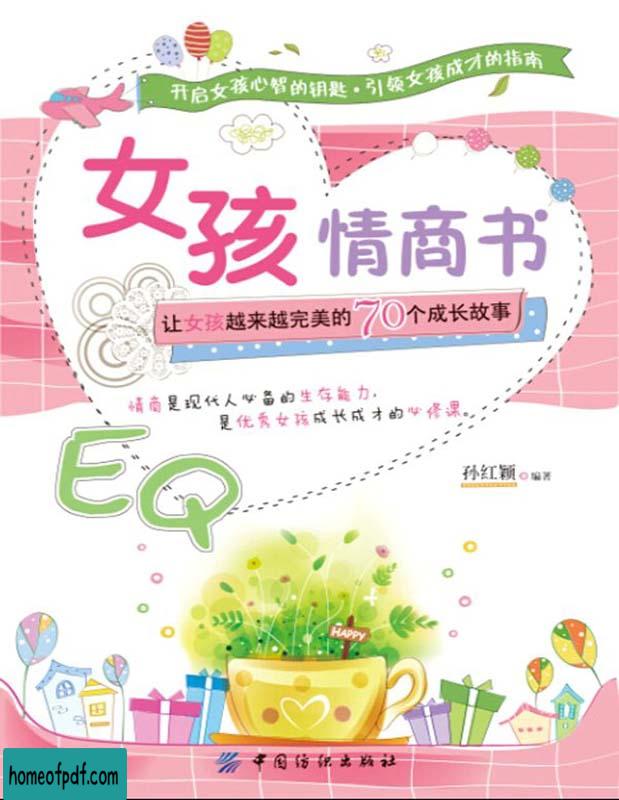 开启女孩心智的钥匙·引领女孩成才的指南
女孩情商书
让女孩越来越完美的70个成长故事
情商是现代人必备的生存能力,
是优秀女孩成长成才的必修课。
EQ
孙红颖 编著
HAPPY
中国纺织出版社
homeofpdf.com